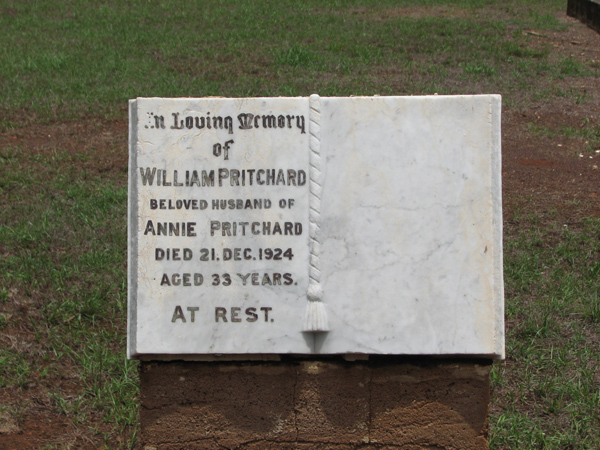 In Loving Memory
of
WILLIAM PRITCHARD
BELOVED HUSBAND OF
ANNIE PRITCHARD
DIED 21. DEC. 1924
AGED 33 YEARS.
AT REST.